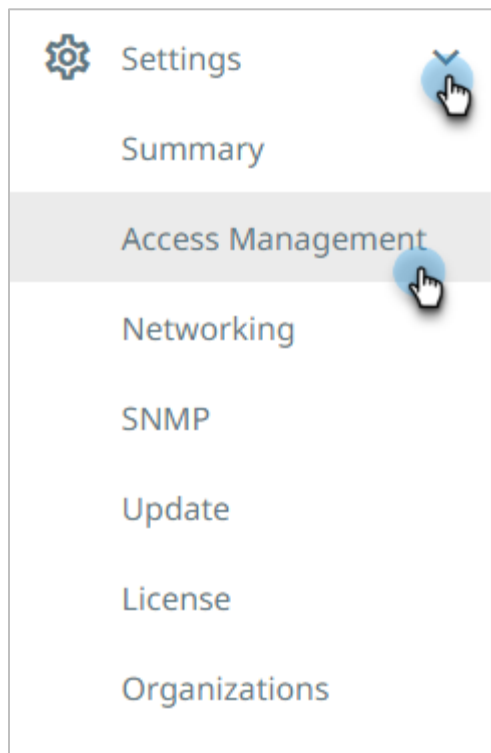 Settings
Summary
Access Management
Networking
SNMP
Update
License
Organizations